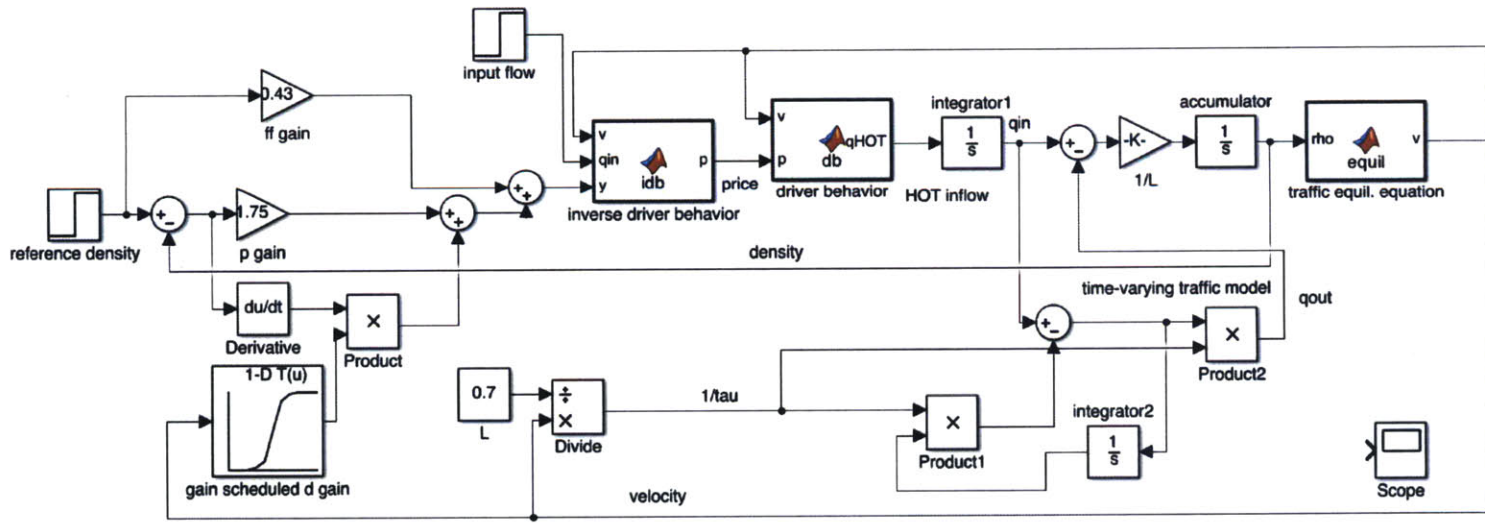 input flow
0.43
ff gain
v
qin
y
p
idb
inverse driver behavior
price
v
p
qHOT
db
driver behavior
integrator1
1
s
qin
HOT inflow
+
−
-K-
1/L
accumulator
1
s
rho
v
equil
traffic equil. equation
reference density
+
−
1.75
p gain
+
+
+
+
density
time-varying traffic model
qout
du/dt
Derivative
×
Product
+
−
×
Product2
1-D T(u)
gain scheduled d gain
0.7
L
÷
×
Divide
1/tau
×
Product1
integrator2
1
s
Scope
velocity